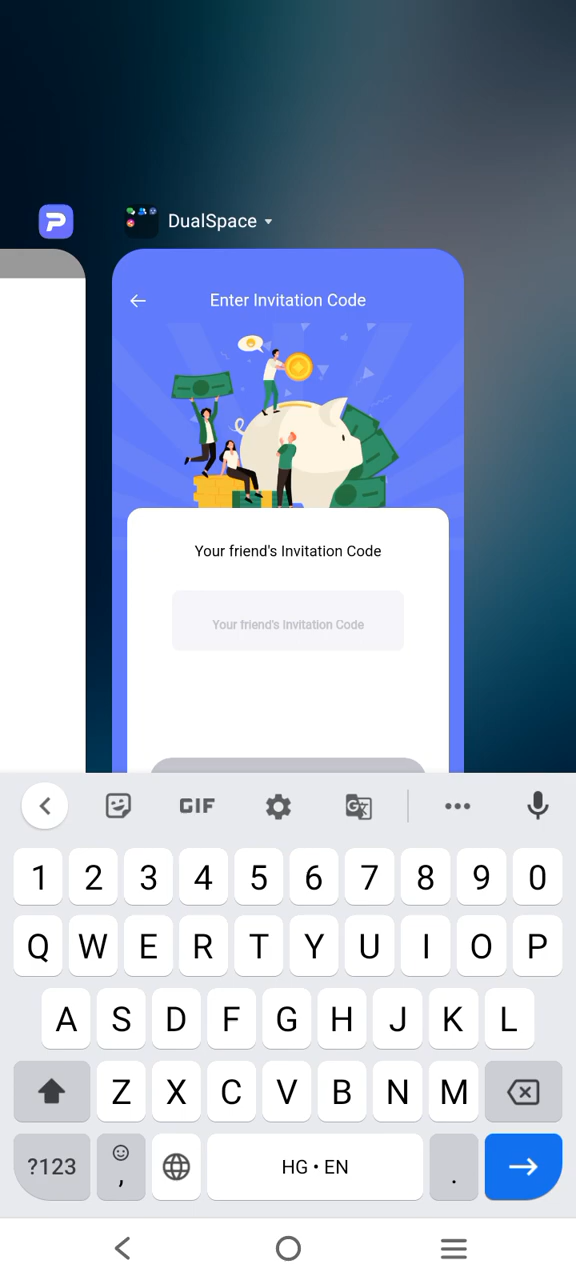 DualSpace
Enter Invitation Code
Your friend's Invitation Code
Your friend's Invitation Code
GIF
1 2 3 4 5 6 7 8 9 0
Q W E R T Y U I O P
A S D F G H J K L
Z X C V B N M
?123 , HG • EN .